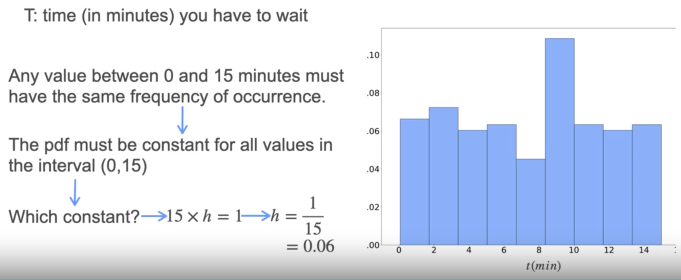 T: time (in minutes) you have to wait
Any value between 0 and 15 minutes must
have the same frequency of occurrence.
The pdf must be constant for all values in
the interval (0,15)
Which constant? → 15 × h = 1 → h = 1/15
= 0.06
.10
.08
.06
.04
.02
.00
0 2 4 6 8 10 12 14
t(min)